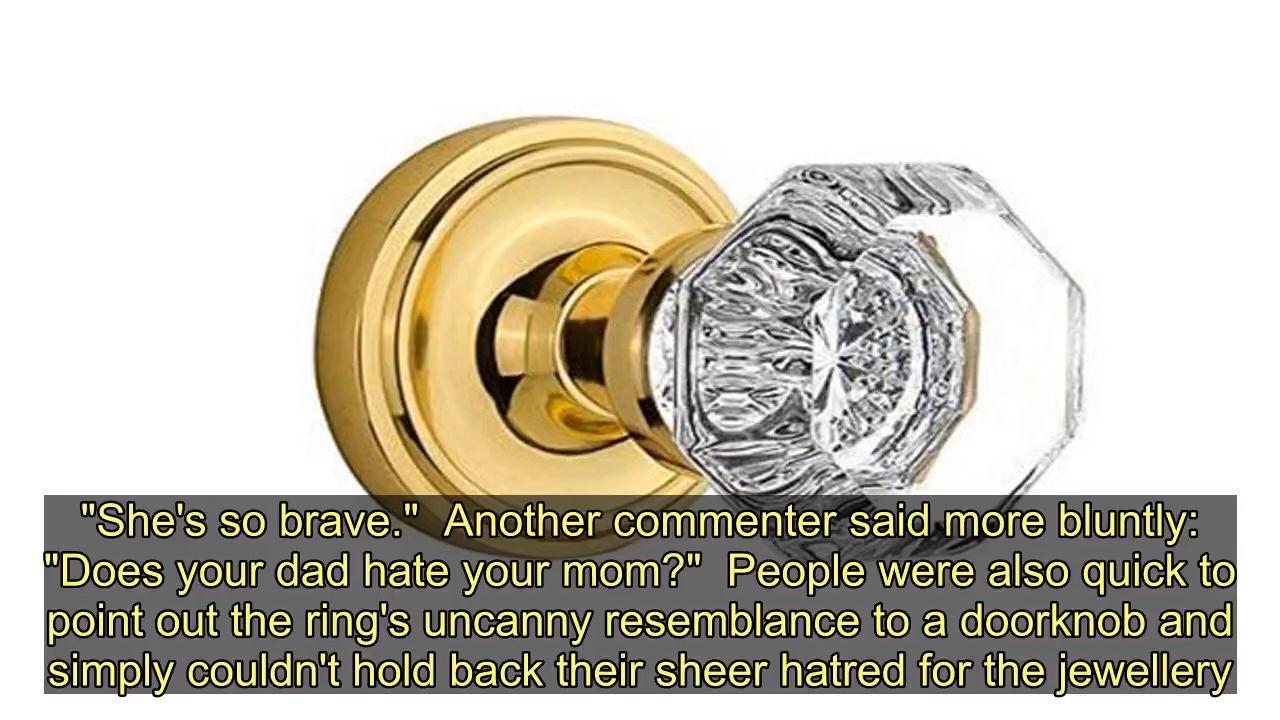 "She's so brave."  Another commenter said more bluntly:
"Does your dad hate your mom?"  People were also quick to
point out the ring's uncanny resemblance to a doorknob and
simply couldn't hold back their sheer hatred for the jewellery